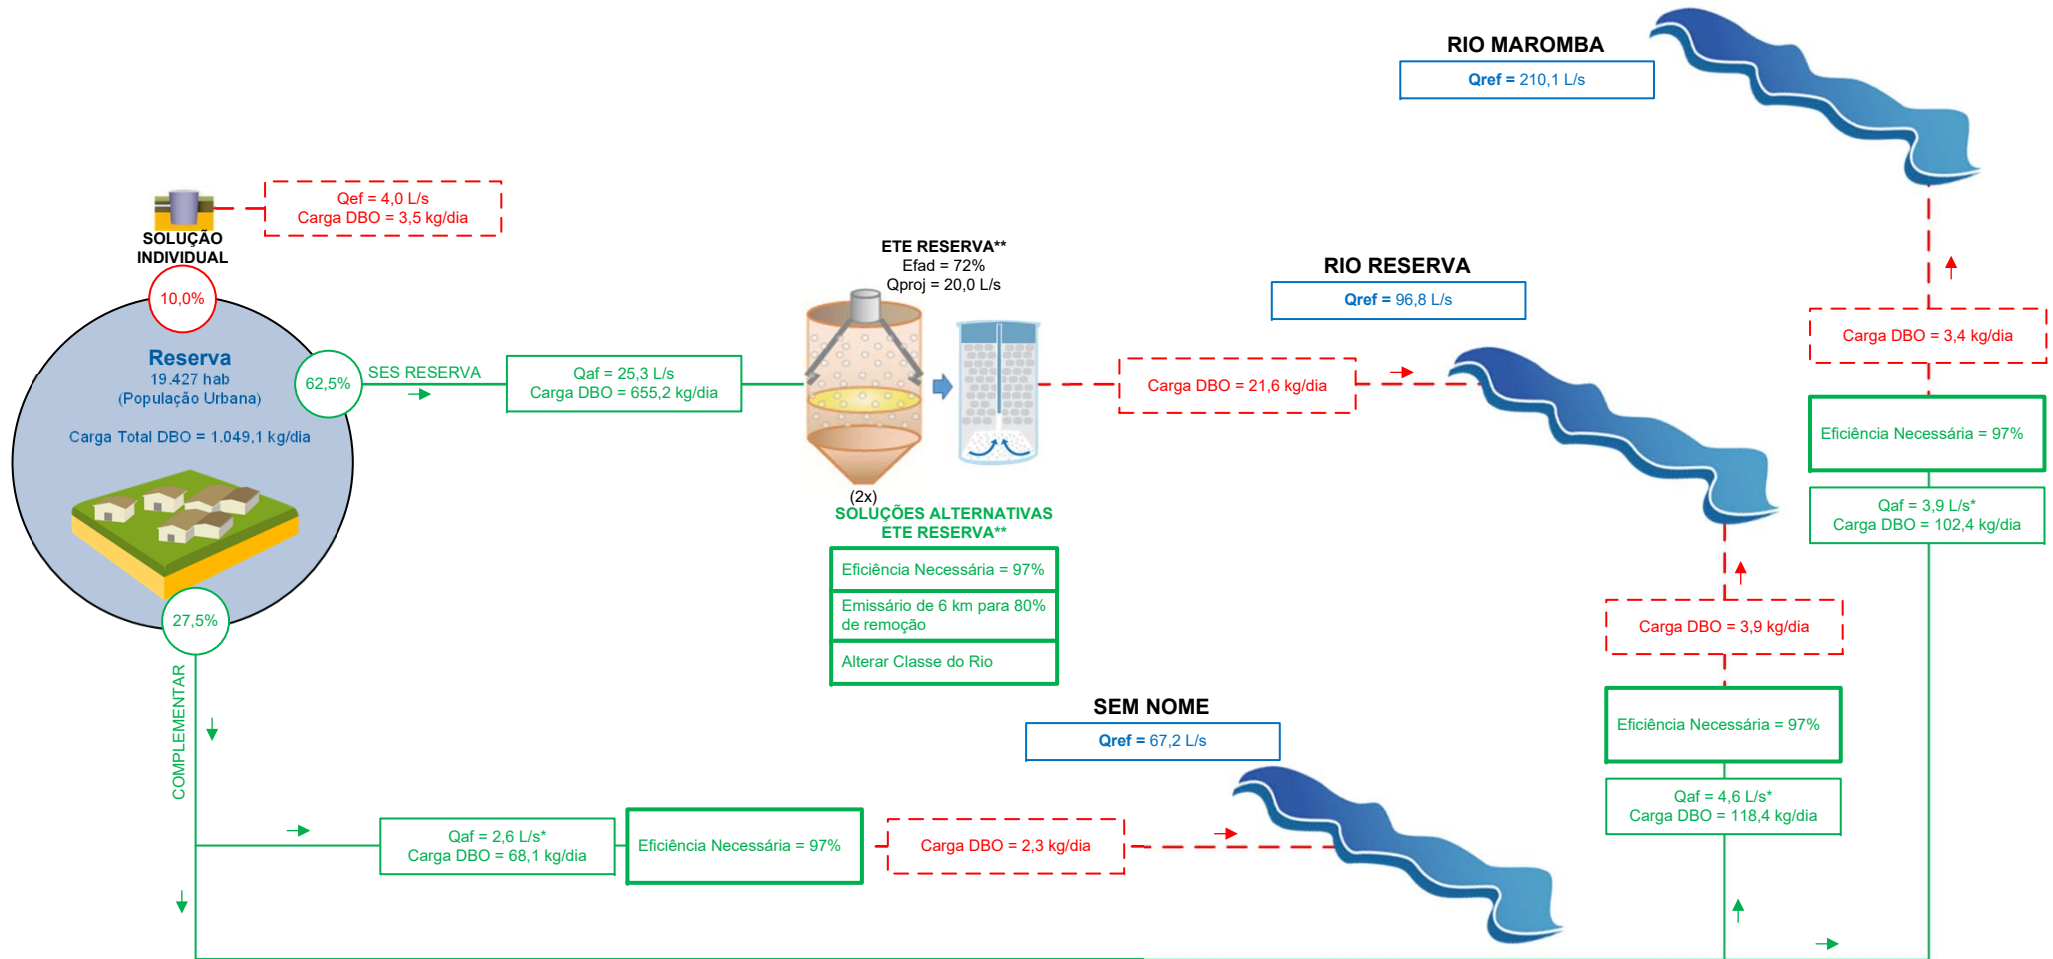 RIO MAROMBA
Qref = 210,1 L/s
Qef = 4,0 L/s
Carga DBO = 3,5 kg/dia
SOLUÇÃO
INDIVIDUAL
10,0%
Reserva
19.427 hab
(População Urbana)
Carga Total DBO = 1.049,1 kg/dia
62,5%
SES RESERVA
Qaf = 25,3 L/s
Carga DBO = 655,2 kg/dia
ETE RESERVA**
Efad = 72%
Qproj = 20,0 L/s
(2x)
SOLUÇÕES ALTERNATIVAS
ETE RESERVA**
Eficiência Necessária = 97%
Emissário de 6 km para 80%
de remoção
Alterar Classe do Rio
Carga DBO = 21,6 kg/dia
RIO RESERVA
Qref = 96,8 L/s
Carga DBO = 3,4 kg/dia
Eficiência Necessária = 97%
Qaf = 3,9 L/s*
Carga DBO = 102,4 kg/dia
Carga DBO = 3,9 kg/dia
Eficiência Necessária = 97%
Qaf = 4,6 L/s*
Carga DBO = 118,4 kg/dia
27,5%
COMPLEMENTAR
SEM NOME
Qref = 67,2 L/s
Qaf = 2,6 L/s*
Carga DBO = 68,1 kg/dia
Eficiência Necessária = 97%
Carga DBO = 2,3 kg/dia